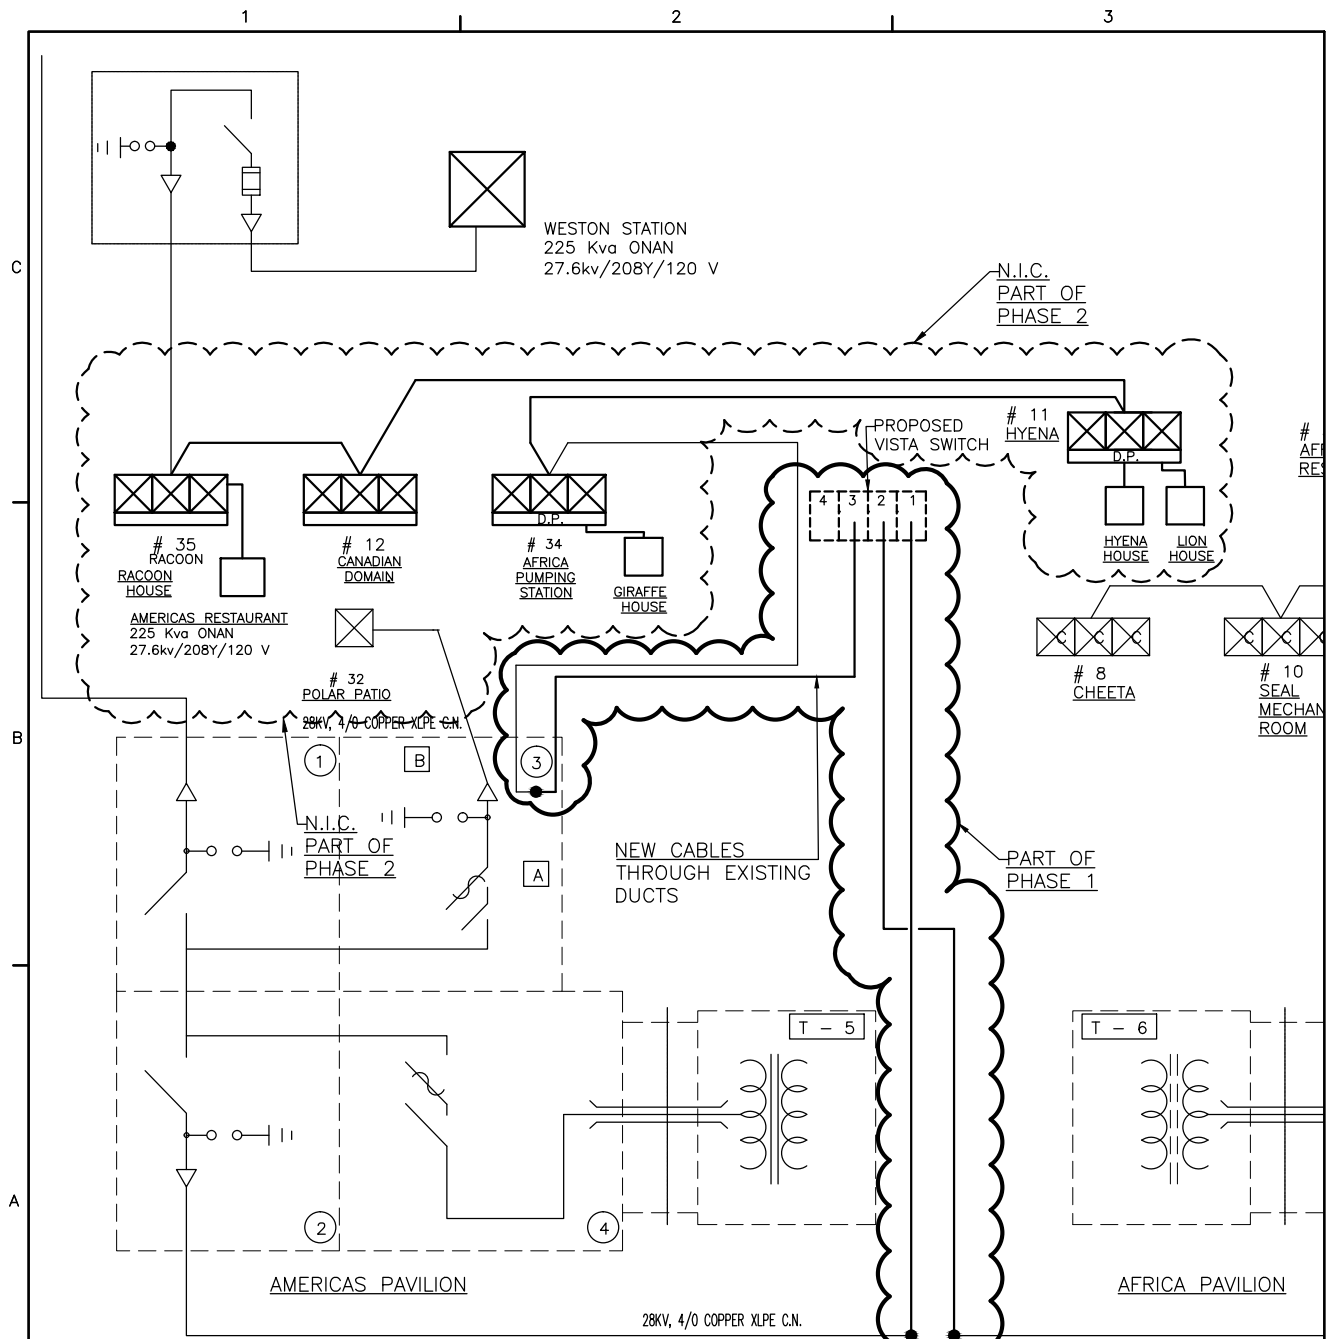 1
2
3
C
B
A
WESTON STATION
225 Kva ONAN
27.6kv/208Y/120 V
N.I.C.
PART OF
PHASE 2
PROPOSED
VISTA SWITCH
# 11
HYENA
D.P.
#
HYENA
HOUSE
LION
HOUSE
4
3
2
1
# 35
RACOON
RACOON
HOUSE
AMERICAS RESTAURANT
225 Kva ONAN
27.6kv/208Y/120 V
# 12
CANADIAN
DOMAIN
D.P.
# 34
AFRICA
PUMPING
STATION
GIRAFFE
HOUSE
C
C
C
# 8
CHEETA
C
C
C
# 10
SEAL
MECHAN
ROOM
# 32
POLAR PATIO
28KV, 4/0 COPPER XLPE C.N.
1
B
3
N.I.C.
PART OF
PHASE 2
A
NEW CABLES
THROUGH EXISTING
DUCTS
PART OF
PHASE 1
T - 5
T - 6
2
4
AMERICAS PAVILION
AFRICA PAVILION
28KV, 4/0 COPPER XLPE C.N.